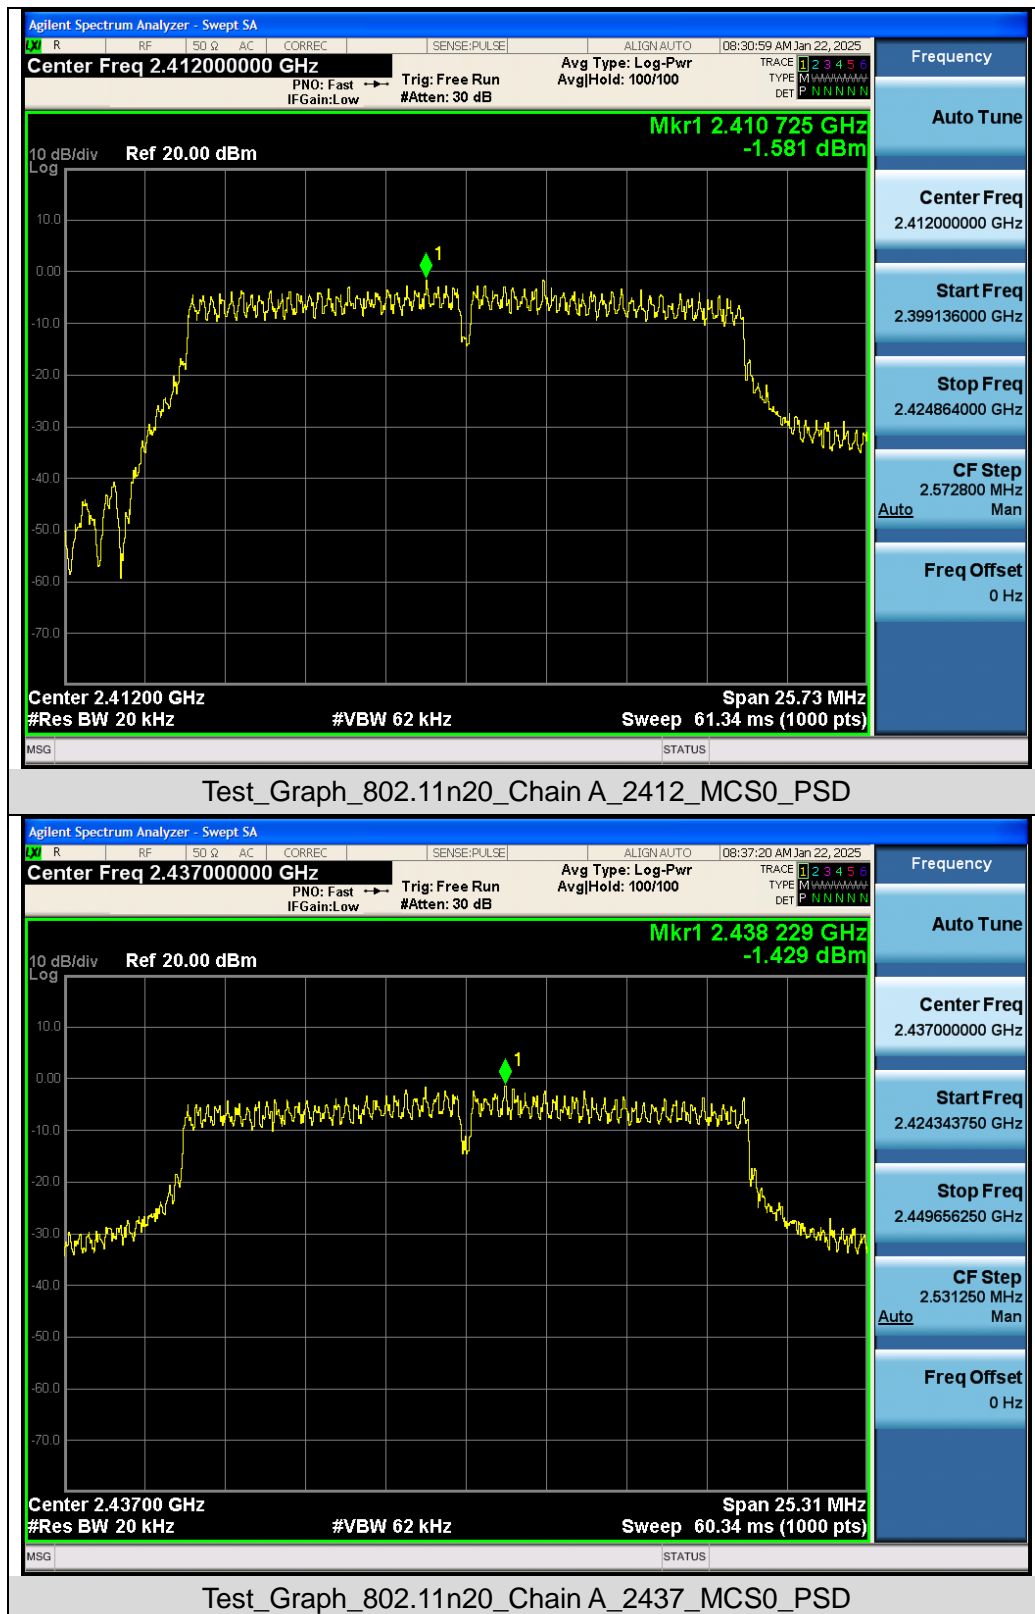 Agilent Spectrum Analyzer - Swept SA
LXI R RF 50 Ω AC CORREC SENSE:PULSE ALIGN AUTO 08:30:59 AM Jan 22, 2025
Center Freq 2.412000000 GHz
PNO: Fast
IFGain:Low
Trig: Free Run
#Atten: 30 dB
Avg Type: Log-Pwr
Avg|Hold: 100/100
TRACE 1 2 3 4 5 6
TYPE M WWWWW
DET P N N N N N
Mkr1 2.410 725 GHz
-1.581 dBm
10 dB/div Ref 20.00 dBm
Log
10.0
0.00
-10.0
-20.0
-30.0
-40.0
-50.0
-60.0
-70.0
1
Center 2.41200 GHz Span 25.73 MHz
#Res BW 20 kHz #VBW 62 kHz Sweep 61.34 ms (1000 pts)
MSG STATUS
Frequency
Auto Tune
Center Freq
2.412000000 GHz
Start Freq
2.399136000 GHz
Stop Freq
2.424864000 GHz
CF Step
2.572800 MHz
Auto Man
Freq Offset
0 Hz
Test_Graph_802.11n20_Chain A_2412_MCS0_PSD
Agilent Spectrum Analyzer - Swept SA
LXI R RF 50 Ω AC CORREC SENSE:PULSE ALIGN AUTO 08:37:20 AM Jan 22, 2025
Center Freq 2.437000000 GHz
PNO: Fast
IFGain:Low
Trig: Free Run
#Atten: 30 dB
Avg Type: Log-Pwr
Avg|Hold: 100/100
TRACE 1 2 3 4 5 6
TYPE M WWWWW
DET P N N N N N
Mkr1 2.438 229 GHz
-1.429 dBm
10 dB/div Ref 20.00 dBm
Log
10.0
0.00
-10.0
-20.0
-30.0
-40.0
-50.0
-60.0
-70.0
1
Center 2.43700 GHz Span 25.31 MHz
#Res BW 20 kHz #VBW 62 kHz Sweep 60.34 ms (1000 pts)
MSG STATUS
Frequency
Auto Tune
Center Freq
2.437000000 GHz
Start Freq
2.424343750 GHz
Stop Freq
2.449656250 GHz
CF Step
2.531250 MHz
Auto Man
Freq Offset
0 Hz
Test_Graph_802.11n20_Chain A_2437_MCS0_PSD